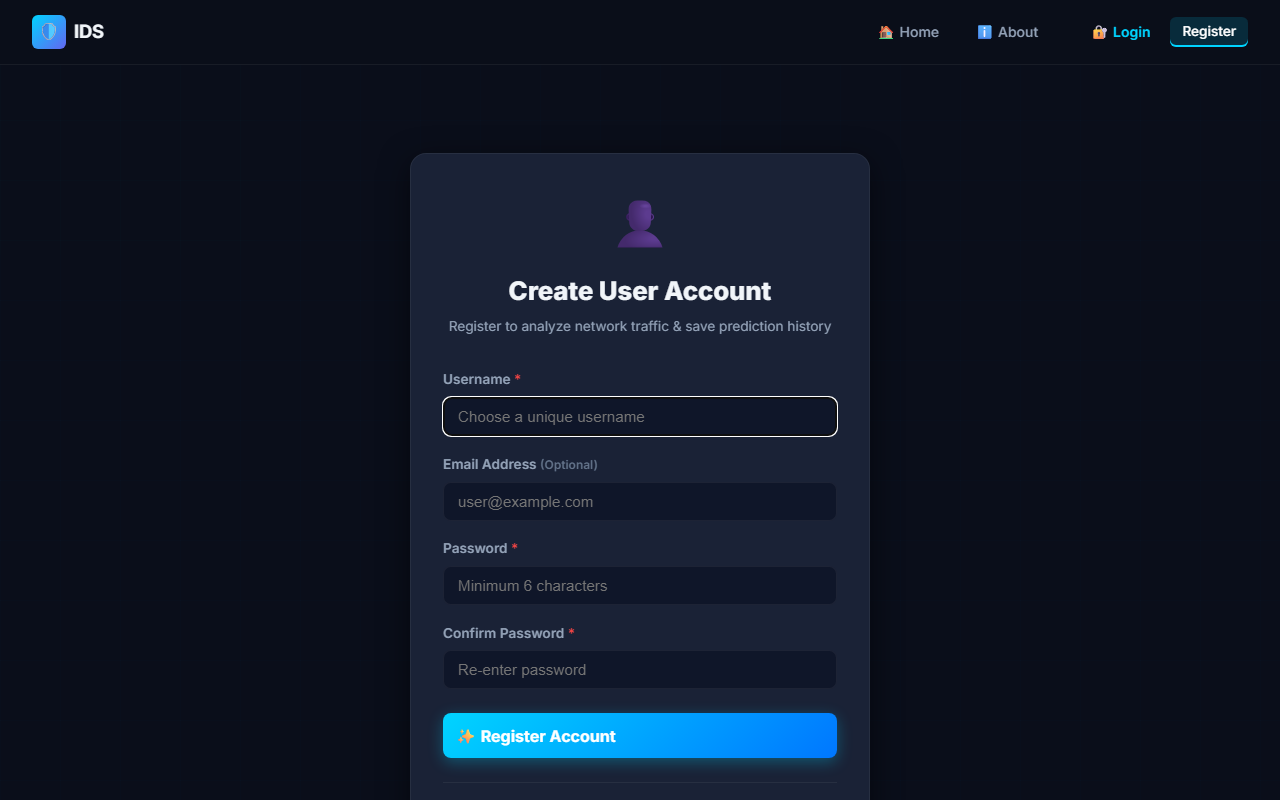 IDS
Home
About
Login
Register
Create User Account
Register to analyze network traffic & save prediction history
Username *
Choose a unique username
Email Address (Optional)
user@example.com
Password *
Minimum 6 characters
Confirm Password *
Re-enter password
✨ Register Account